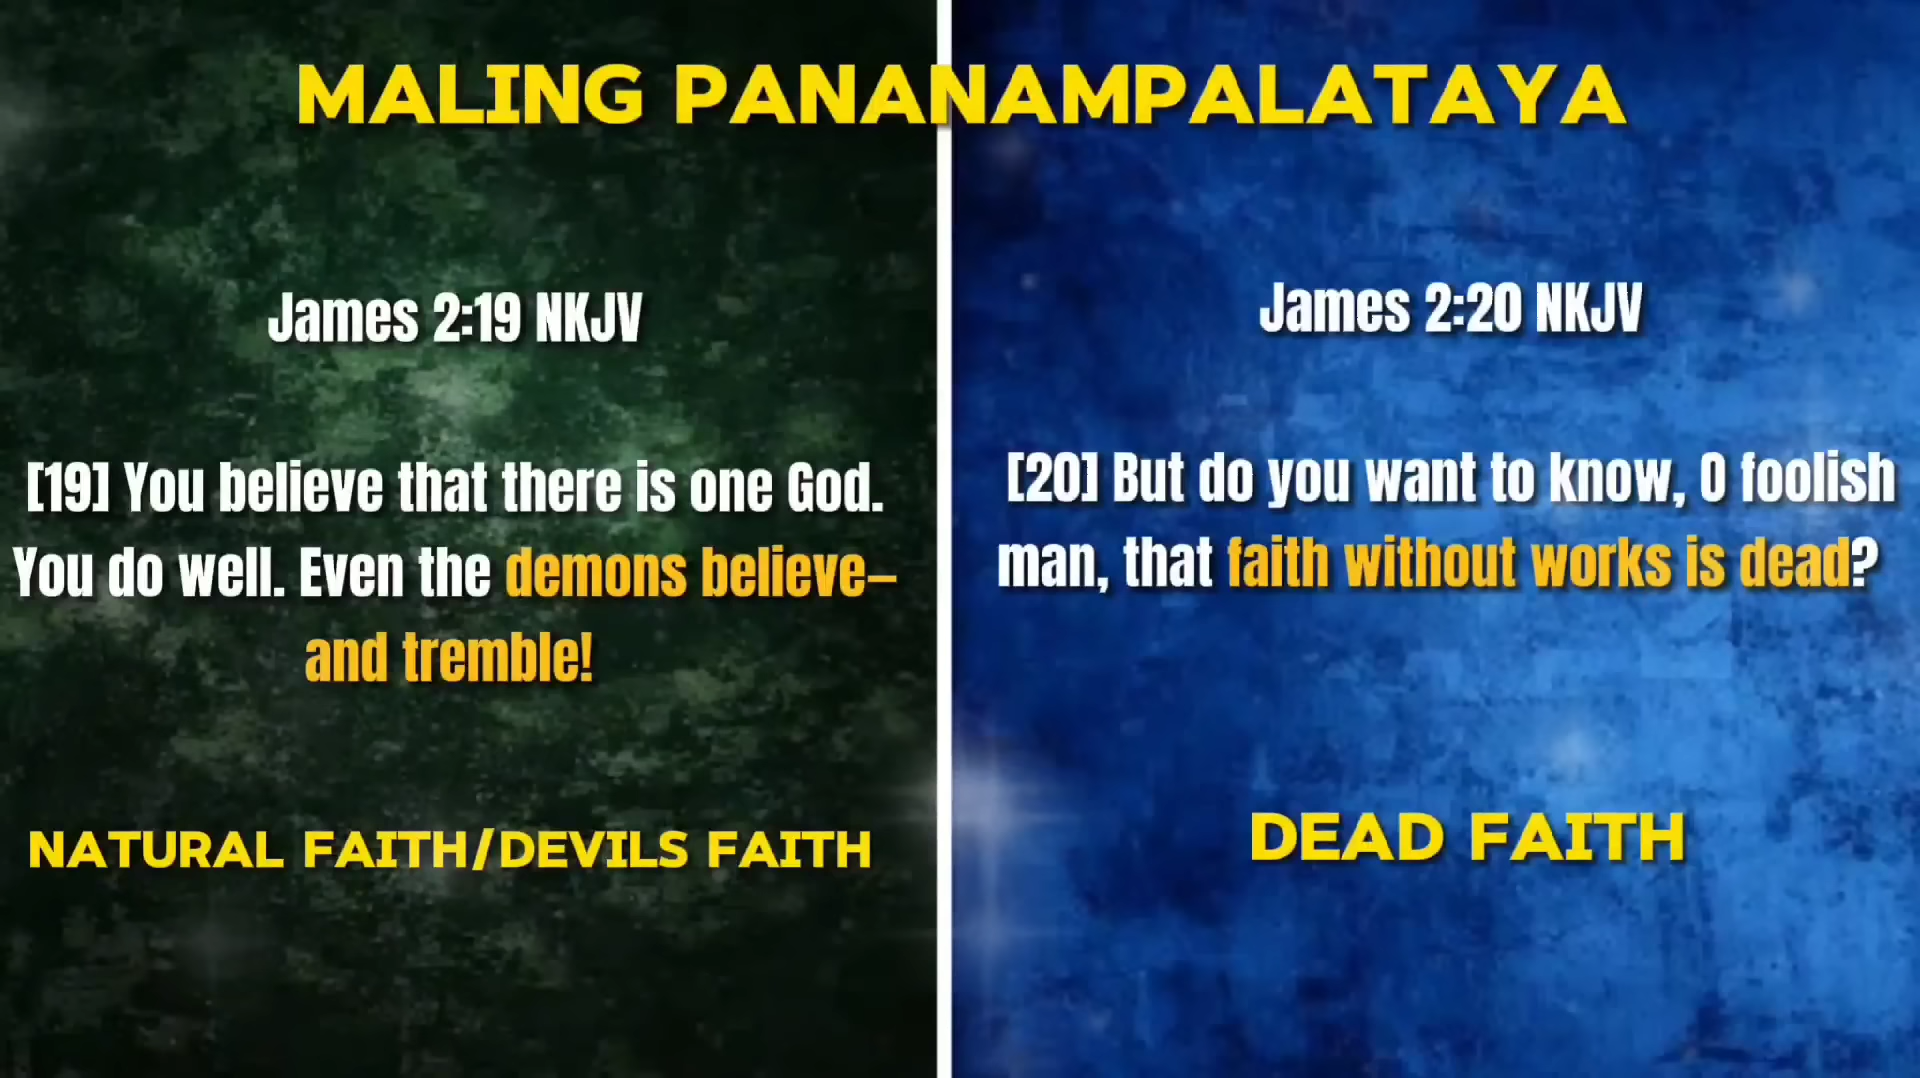 MALING PANANAMPALATAYA
James 2:19 NKJV
[19] You believe that there is one God.
You do well. Even the demons believe—
and tremble!
NATURAL FAITH/DEVILS FAITH
James 2:20 NKJV
[20] But do you want to know, O foolish
man, that faith without works is dead?
DEAD FAITH